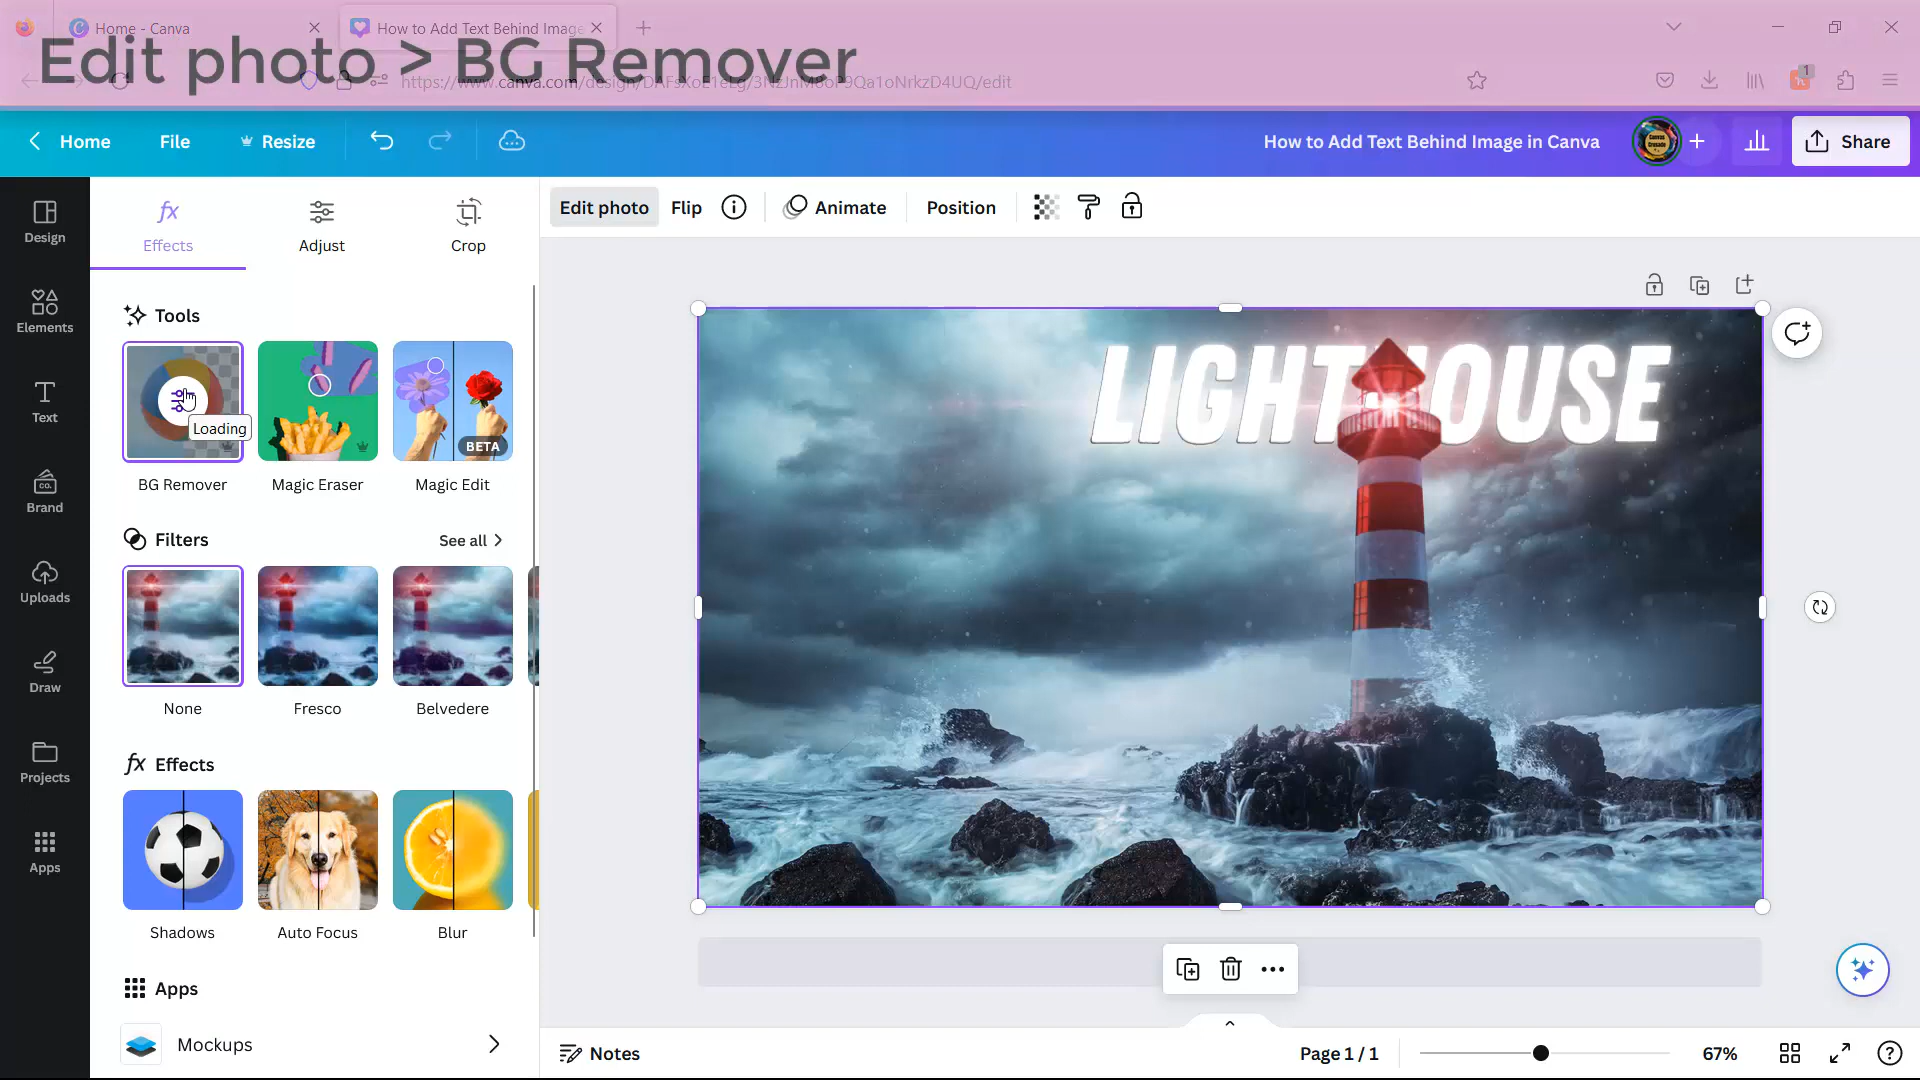 Home - Canva
How to Add Text Behind Image
Edit photo > BG Remover
1
Home
File
Resize
How to Add Text Behind Image in Canva
Share
Design
Elements
Text
Brand
Uploads
Draw
Projects
Apps
Effects
Adjust
Crop
Tools
Loading
BETA
BG Remover
Magic Eraser
Magic Edit
Filters
See all
None
Fresco
Belvedere
fx Effects
Shadows
Auto Focus
Blur
Apps
Mockups
Edit photo
Flip
Animate
Position
LIGHTHOUSE
Notes
Page 1 / 1
67%